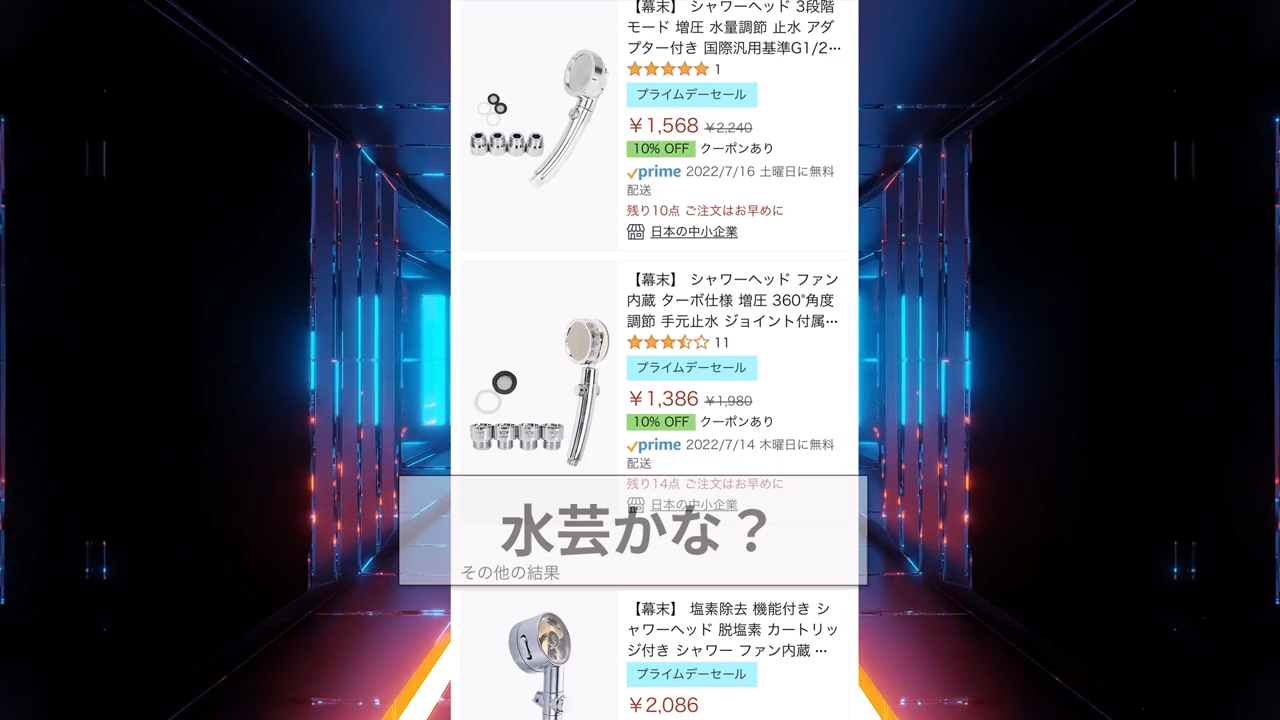 【幕末】 シャワーヘッド 3段階
モード 増圧 水量調節 止水 アダ
プター付き 国際汎用基準G1/2…
1
プライムデーセール
￥1,568 ￥2,240
10% OFF クーポンあり
prime 2022/7/16 土曜日に無料
配送
残り10点 ご注文はお早めに
日本の中小企業
【幕末】 シャワーヘッド ファン
内蔵 ターボ仕様 増圧 360°角度
調節 手元止水 ジョイント付属…
11
プライムデーセール
￥1,386 ￥1,980
10% OFF クーポンあり
prime 2022/7/14 木曜日に無料
配送
残り14点 ご注文はお早めに
日本の中小企業
水芸かな？
その他の結果
【幕末】 塩素除去 機能付き シ
ャワーヘッド 脱塩素 カートリッ
ジ付き シャワー ファン内蔵 …
プライムデーセール
￥2,086